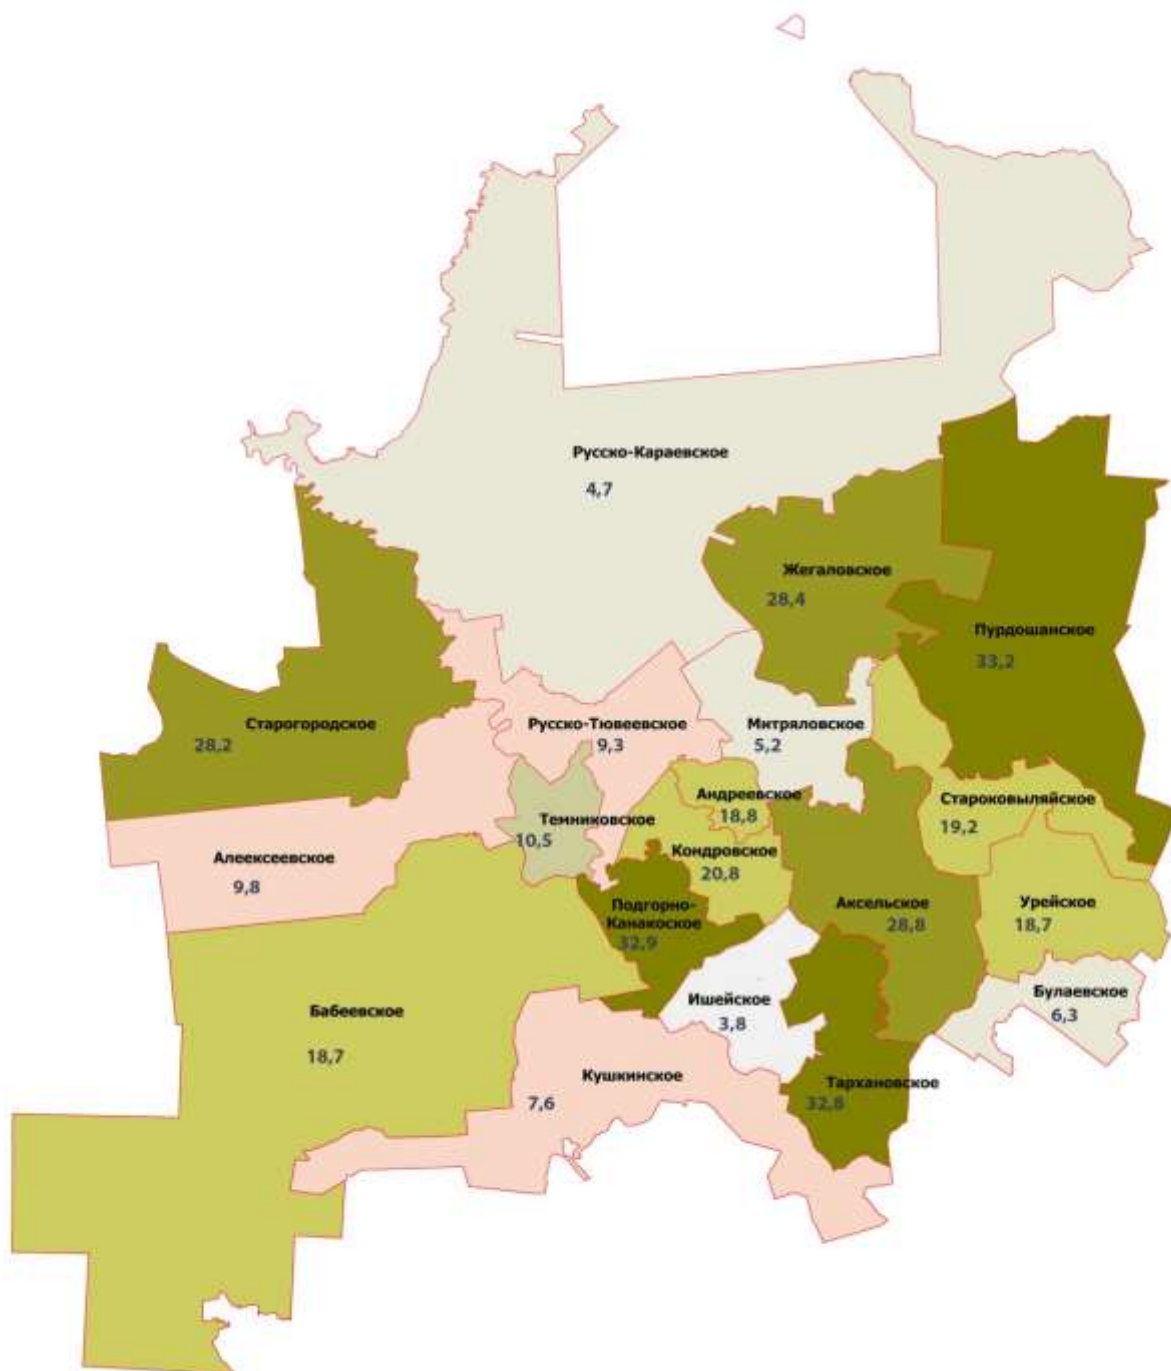 Русско-Караевское
4,7
Жегаловское
28,4
Пурдошанское
33,2
Старогородское
28,2
Русско-Тювеевское
9,3
Митряловское
5,2
Андреевское
18,8
Староковыляйское
19,2
Темниковское
10,5
Алеексеевское
9,8
Кондровское
20,8
Подгорно-
Канакоское
32,9
Аксельское
28,8
Урейское
18,7
Ишейское
3,8
Булаевское
6,3
Бабеевское
18,7
Кушкинское
7,6
Тархановское
32,8